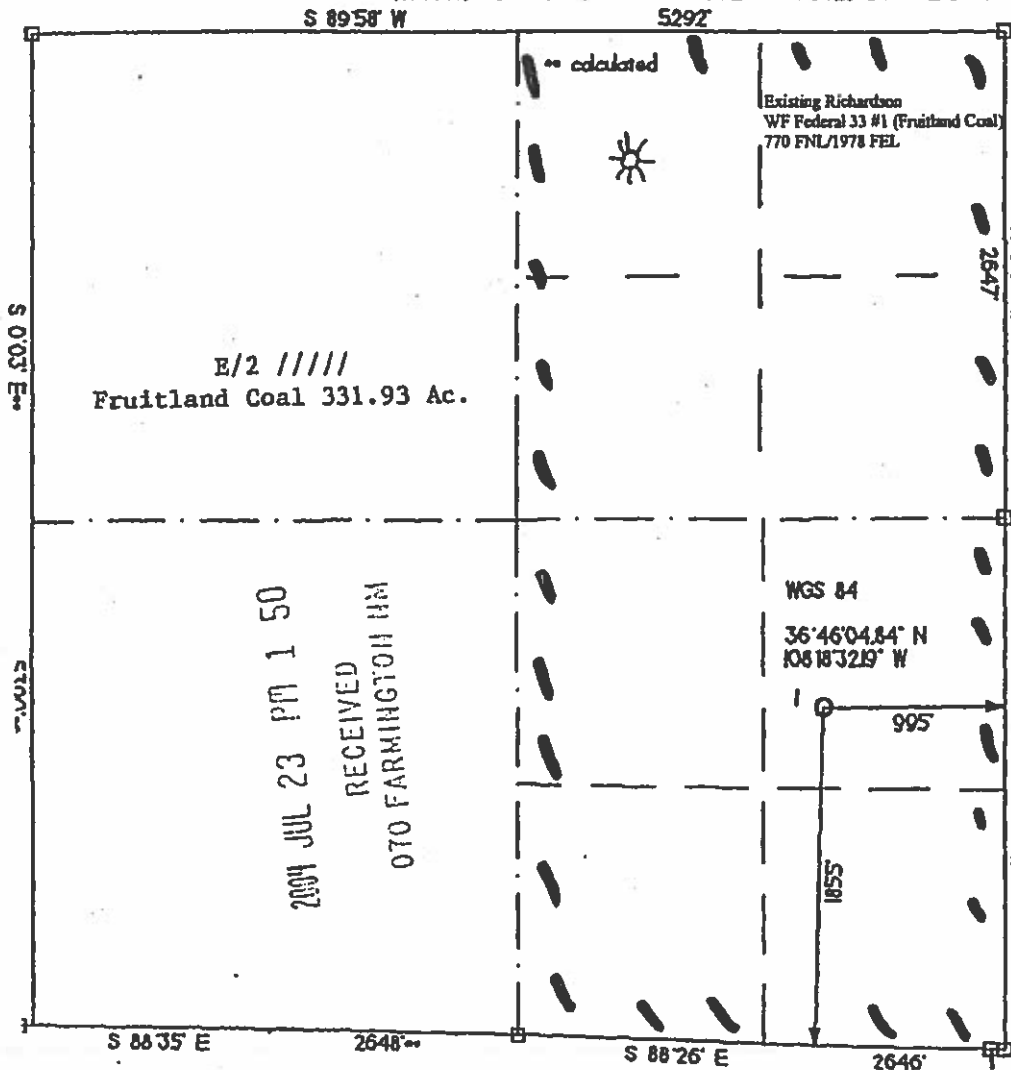 S 89°58' W 5292'
** calculated
Existing Richardson
WF Federal 33 #1 (Fruitland Coal)
770 FNL/1978 FEL
2647'
S 0°03' E**
E/2 /////
Fruitland Coal 331.93 Ac.
WGS 84
36°46'04.84" N
108°18'32.19" W
995'
1855'
2004 JUL 23 PM 1 50
RECEIVED
070 FARMINGTON NM
S 88°35' E 2648'**
S 88°26' E 2646'